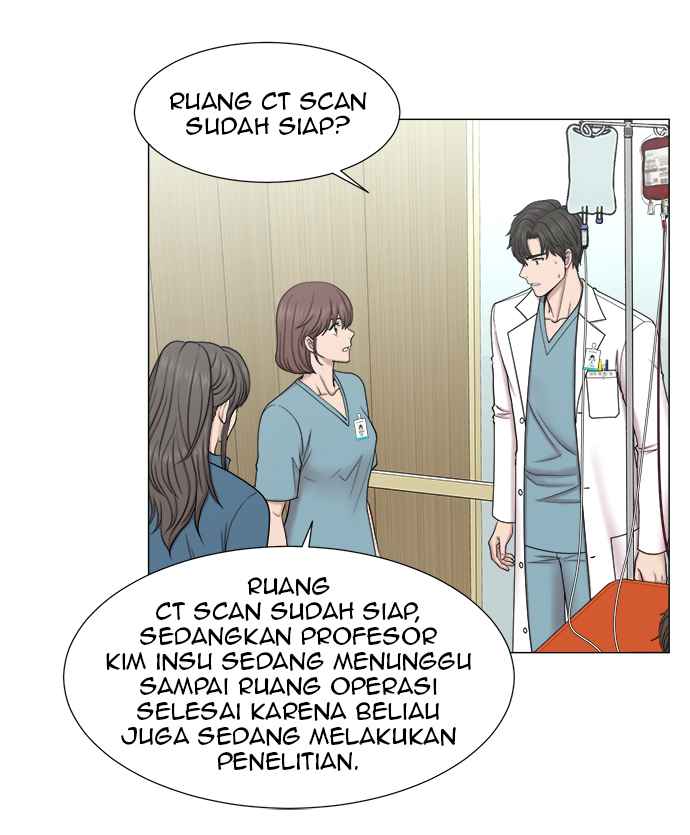 RUANG CT SCAN
SUDAH SIAP?
RUANG
CT SCAN SUDAH SIAP,
SEDANGKAN PROFESOR
KIM INSU SEDANG MENUNGGU
SAMPAI RUANG OPERASI
SELESAI KARENA BELIAU
JUGA SEDANG MELAKUKAN
PENELITIAN.